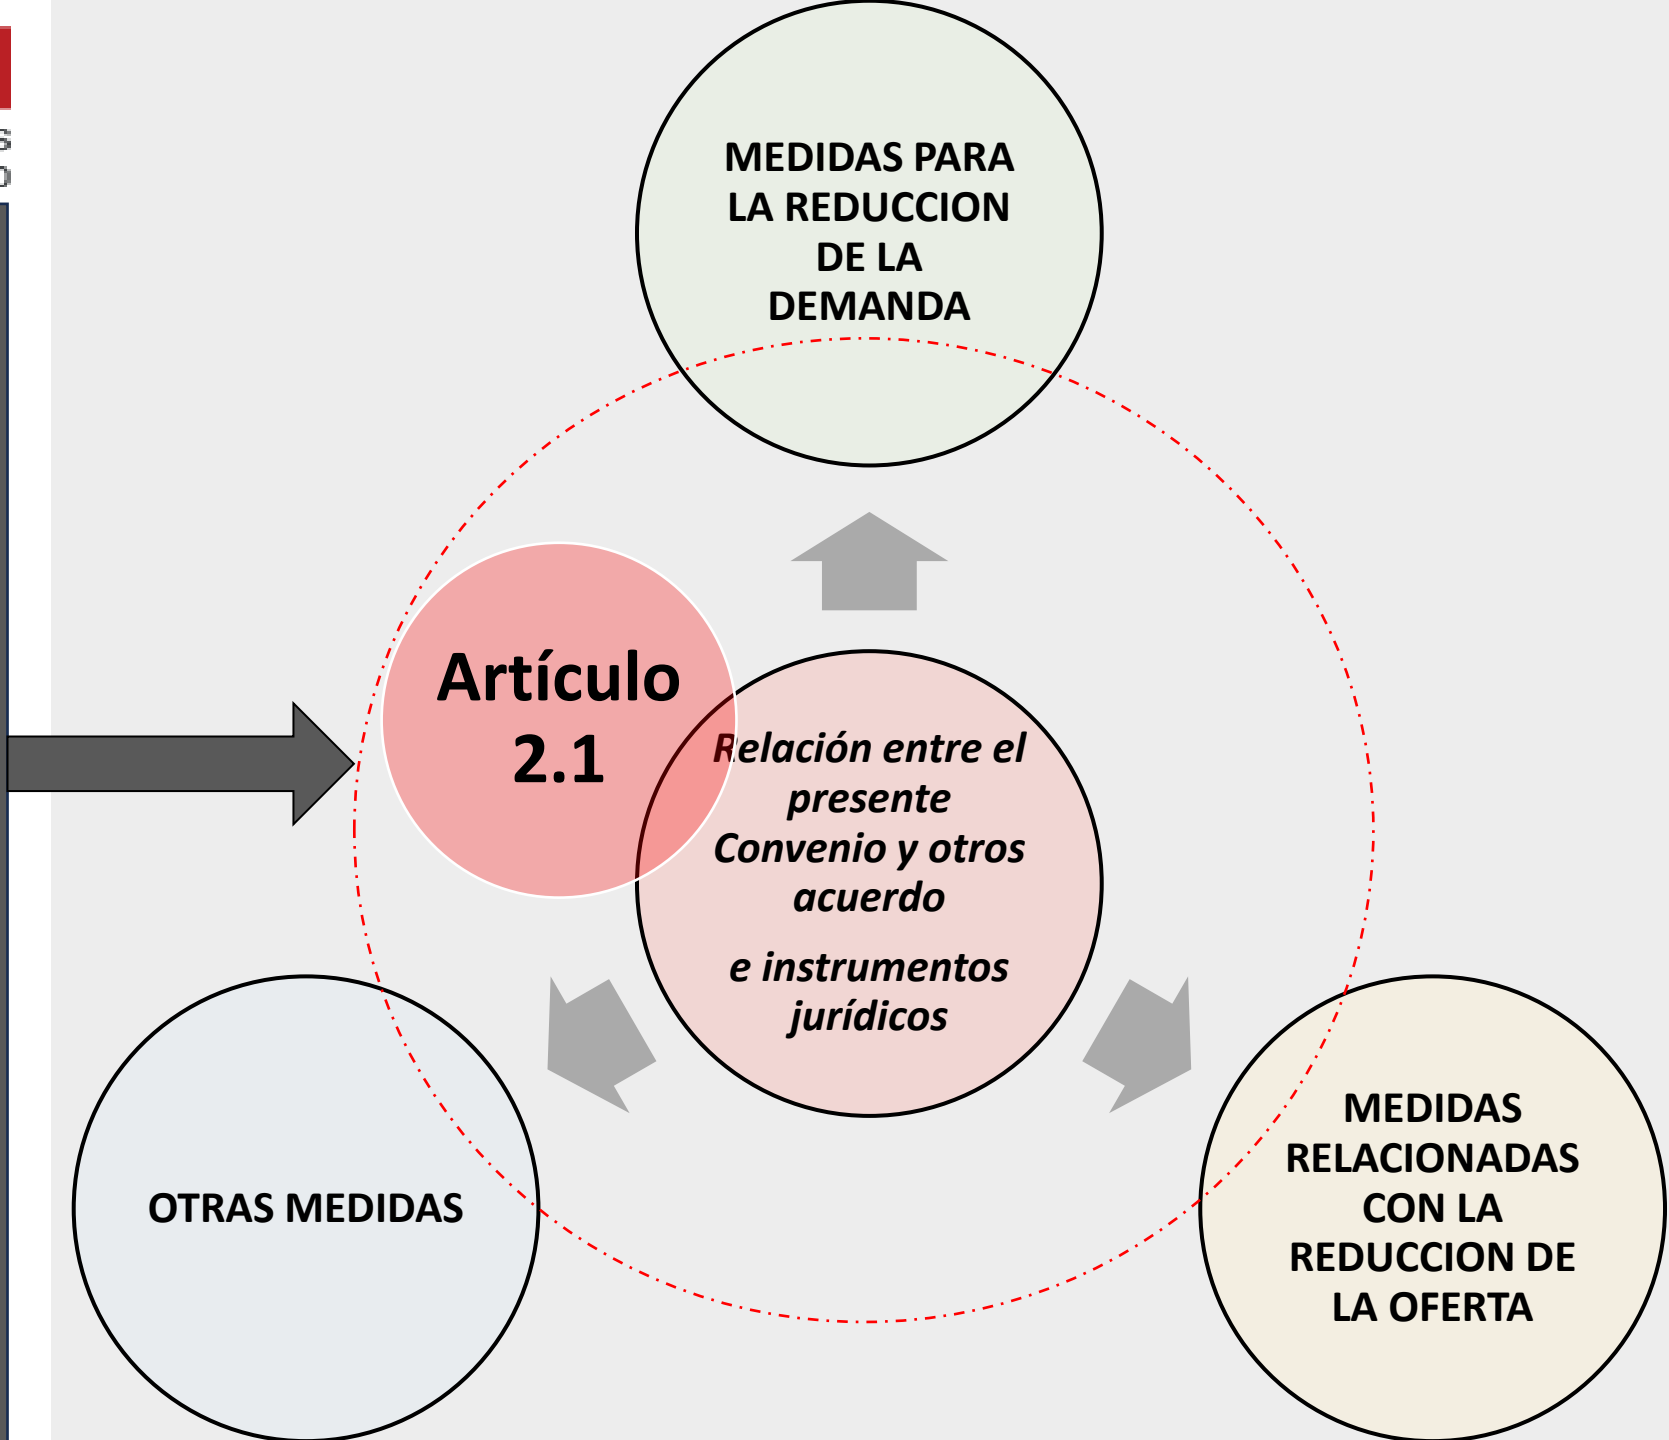 MEDIDAS PARA
LA REDUCCION
DE LA
DEMANDA
Artículo
2.1
Relación entre el
presente
Convenio y otros
acuerdo
e instrumentos
jurídicos
OTRAS MEDIDAS
MEDIDAS
RELACIONADAS
CON LA
REDUCCION DE
LA OFERTA